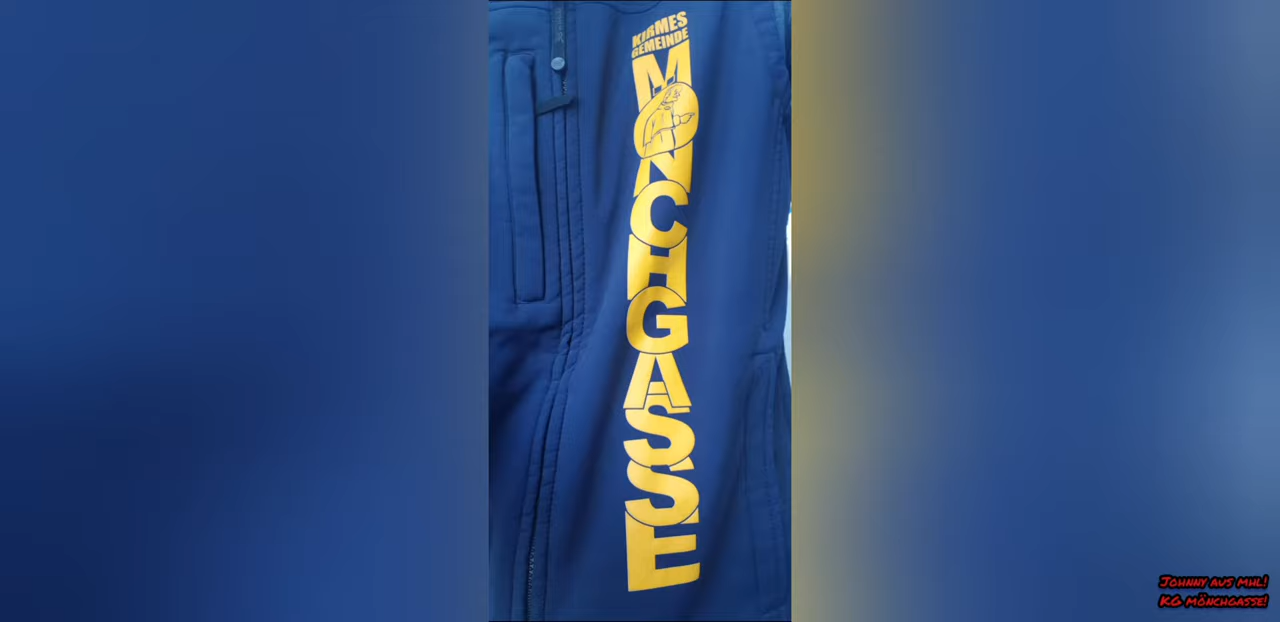 KIRMES
GEMEINDE
MÖNCHGASSE
Johnny aus mhl!
KG mönchgasse!